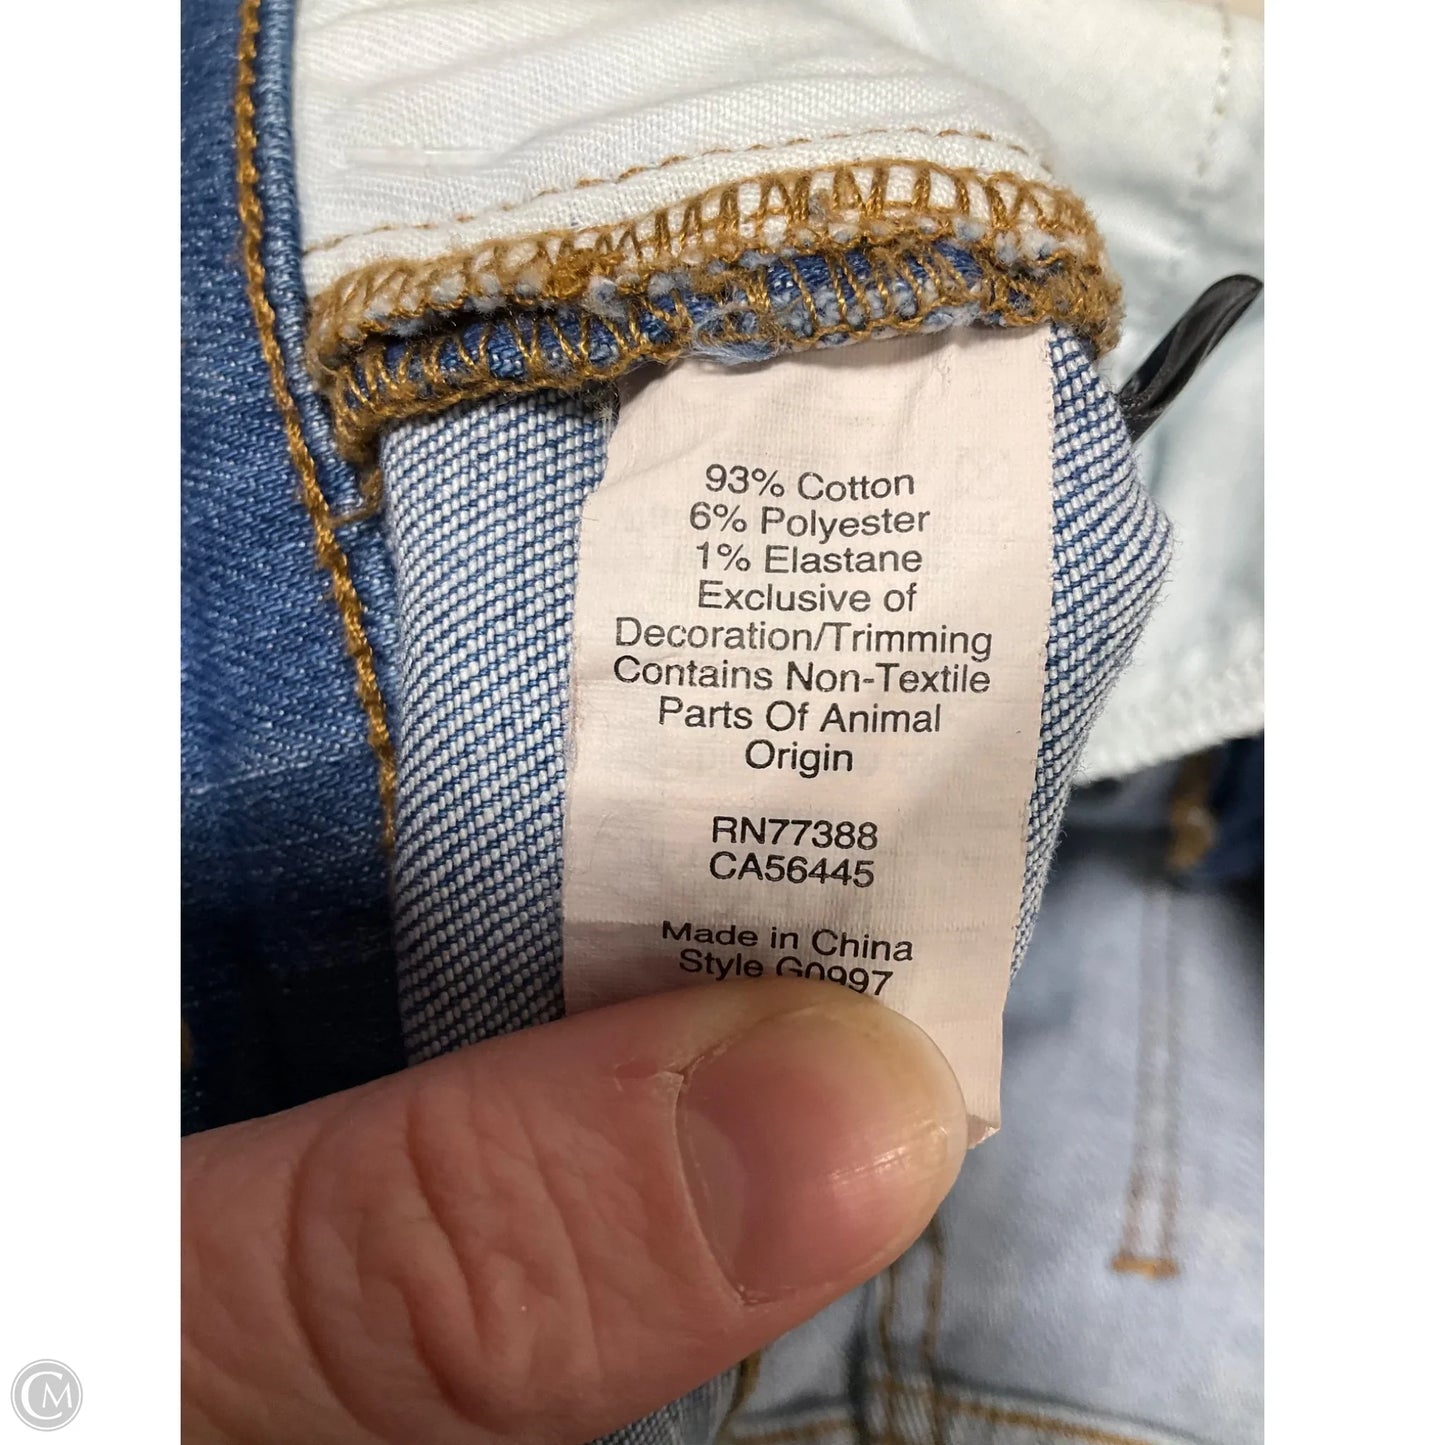 93% Cotton
6% Polyester
1% Elastane
Exclusive of
Decoration/Trimming
Contains Non-Textile
Parts Of Animal
Origin
RN77388
CA56445
Made in China
Style G0997
CM